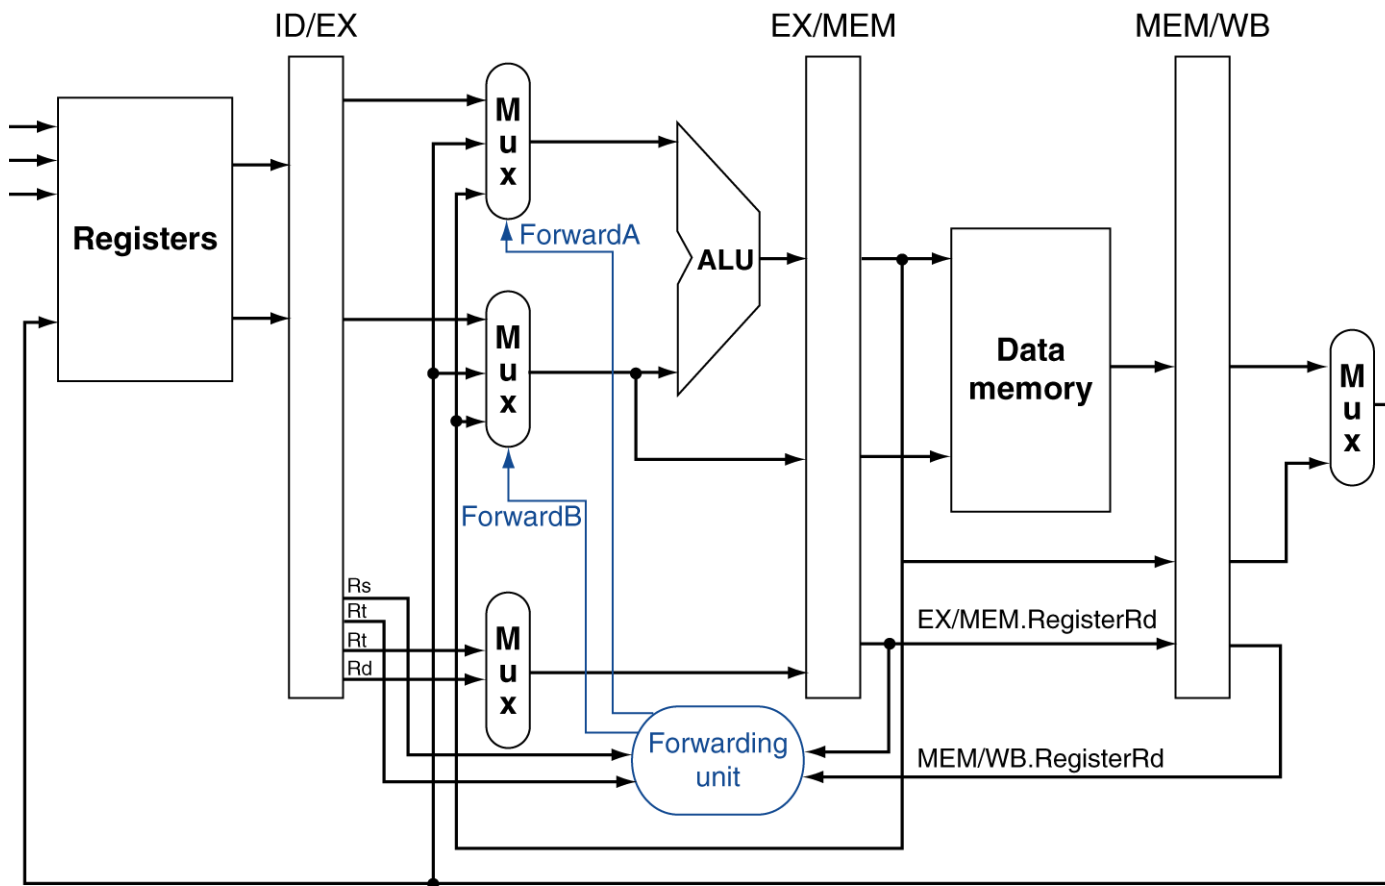 ID/EX
EX/MEM
MEM/WB
M
u
x
Registers
ForwardA
ALU
M
u
x
Data
memory
M
u
x
ForwardB
Rs
Rt
Rt
Rd
M
u
x
EX/MEM.RegisterRd
Forwarding
unit
MEM/WB.RegisterRd